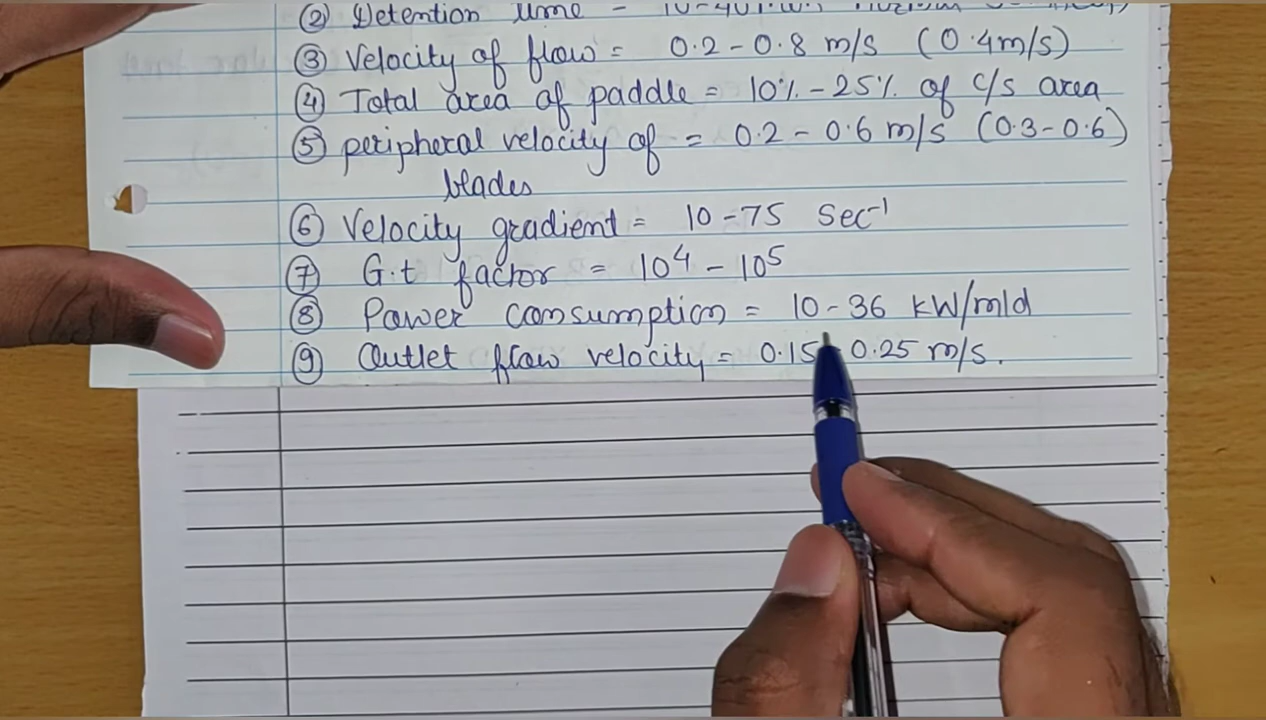 ② Detention time -
③ Velocity of flow = 0.2 - 0.8 m/s (0.4m/s)
④ Total area of paddle = 10% - 25% of c/s area
⑤ peripheral velocity of = 0.2 - 0.6 m/s (0.3 - 0.6)
blades
⑥ Velocity gradient = 10 - 75 Sec⁻¹
⑦ G.t factor = 10⁴ - 10⁵
⑧ Power consumption = 10 - 36 kW/mld
⑨ Outlet flow velocity = 0.15 0.25 m/s.